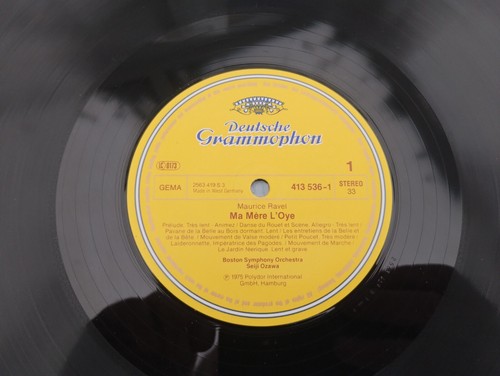 Deutsche
Grammophon
1
GEMA
Made in West Germany
413 536-1
STEREO
33
Maurice Ravel
Ma Mère L'Oye
Prélude. Très lent - Animez / Danse du Rouet et Scène. Allegro - Très lent /
Pavane de la Belle au Bois dormant. Lent / Les entretiens de la Belle et
de la Bête / Mouvement de Valse modéré / Petit Poucet. Très modéré /
Laideronnette, Impératrice des Pagodes / Mouvement de Marche
Le Jardin féerique. Lent et grave
Boston Symphony Orchestra
Seiji Ozawa
Ⓟ 1975 Polydor International
GmbH, Hamburg